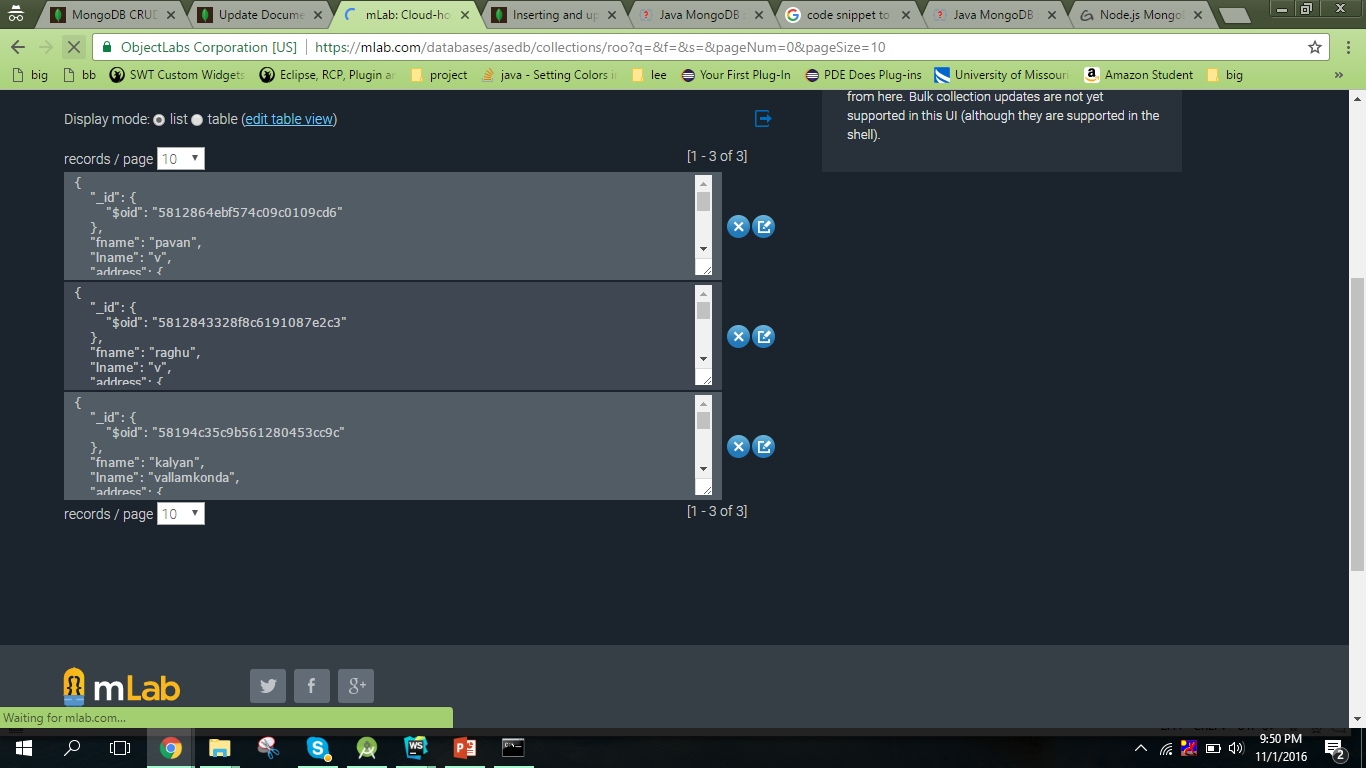 MongoDB CRUD
Update Docume
mLab: Cloud-ho
Inserting and up
Java MongoDB
code snippet to
Java MongoDB
Node.js Mongo
ObjectLabs Corporation [US]
https://mlab.com/databases/asedb/collections/roo?q=&f=&s=&pageNum=0&pageSize=10
big
bb
SWT Custom Widgets
Eclipse, RCP, Plugin ar
project
java - Setting Colors i
lee
Your First Plug-In
PDE Does Plug-ins
University of Missouri
Amazon Student
big
»
from here. Bulk collection updates are not yet
supported in this UI (although they are supported in the
shell).
Display mode: list table (edit table view)
records / page 10
[1 - 3 of 3]
{
"_id": {
"$oid": "5812864ebf574c09c0109cd6"
},
"fname": "pavan",
"lname": "v",
"address": {
{
"_id": {
"$oid": "5812843328f8c6191087e2c3"
},
"fname": "raghu",
"lname": "v",
"address": {
{
"_id": {
"$oid": "58194c35c9b561280453cc9c"
},
"fname": "kalyan",
"lname": "vallamkonda",
"address": {
records / page 10
[1 - 3 of 3]
mLab
f
g+
Waiting for mlab.com...
WS
9:50 PM
11/1/2016
2